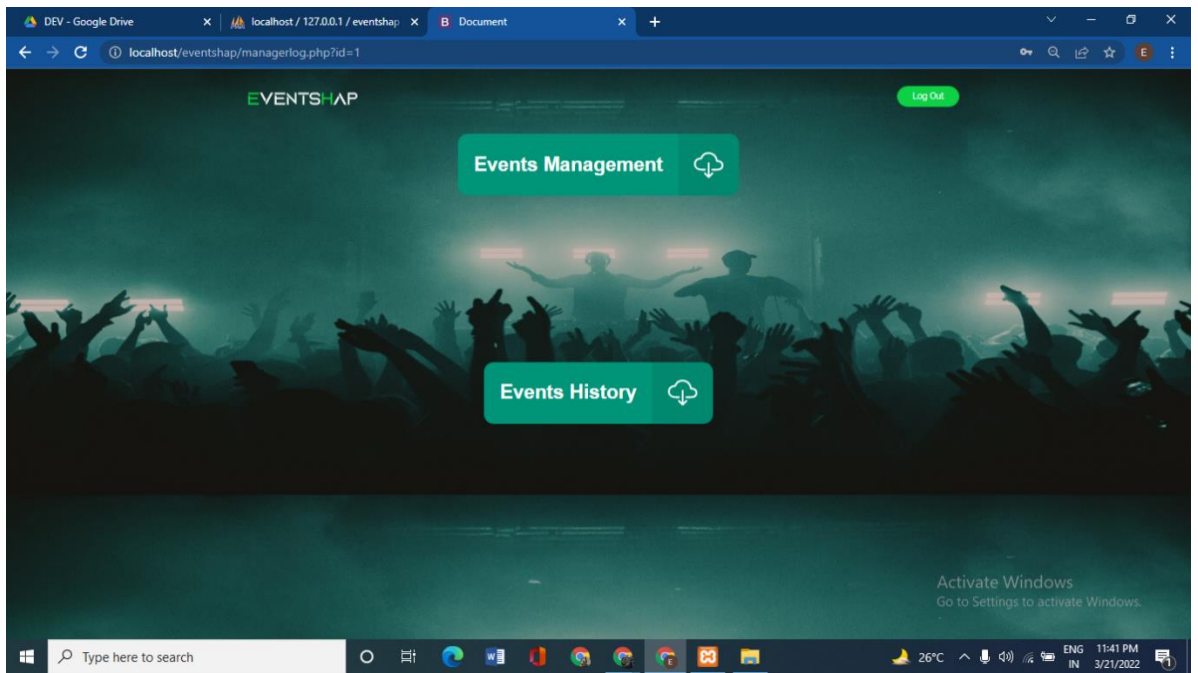 DEV - Google Drive
localhost / 127.0.0.1 / eventshap
B Document
localhost/eventshap/managerlog.php?id=1
E
EVENTSHAP
Log Out
Events Management
Events History
Activate Windows
Go to Settings to activate Windows.
Type here to search
26°C
ENG 11:41 PM
IN 3/21/2022
1